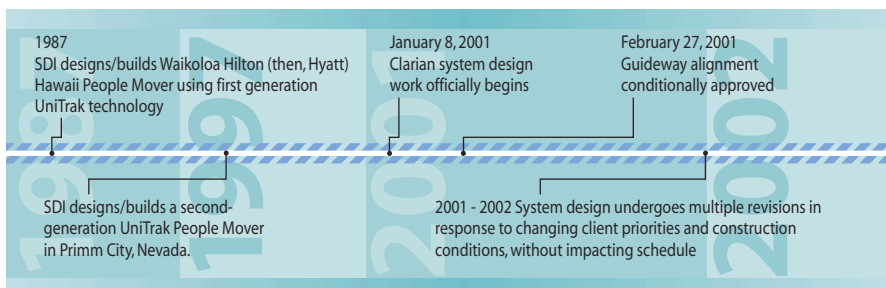 1987
SDI designs/builds Waikoloa Hilton (then, Hyatt)
Hawaii People Mover using first generation
UniTrak technology
January 8, 2001
Clarian system design
work officially begins
February 27, 2001
Guideway alignment
conditionally approved
1987
1997
2001
2002
SDI designs/builds a second-
generation UniTrak People Mover
in Primm City, Nevada.
2001 - 2002 System design undergoes multiple revisions in
response to changing client priorities and construction
conditions, without impacting schedule